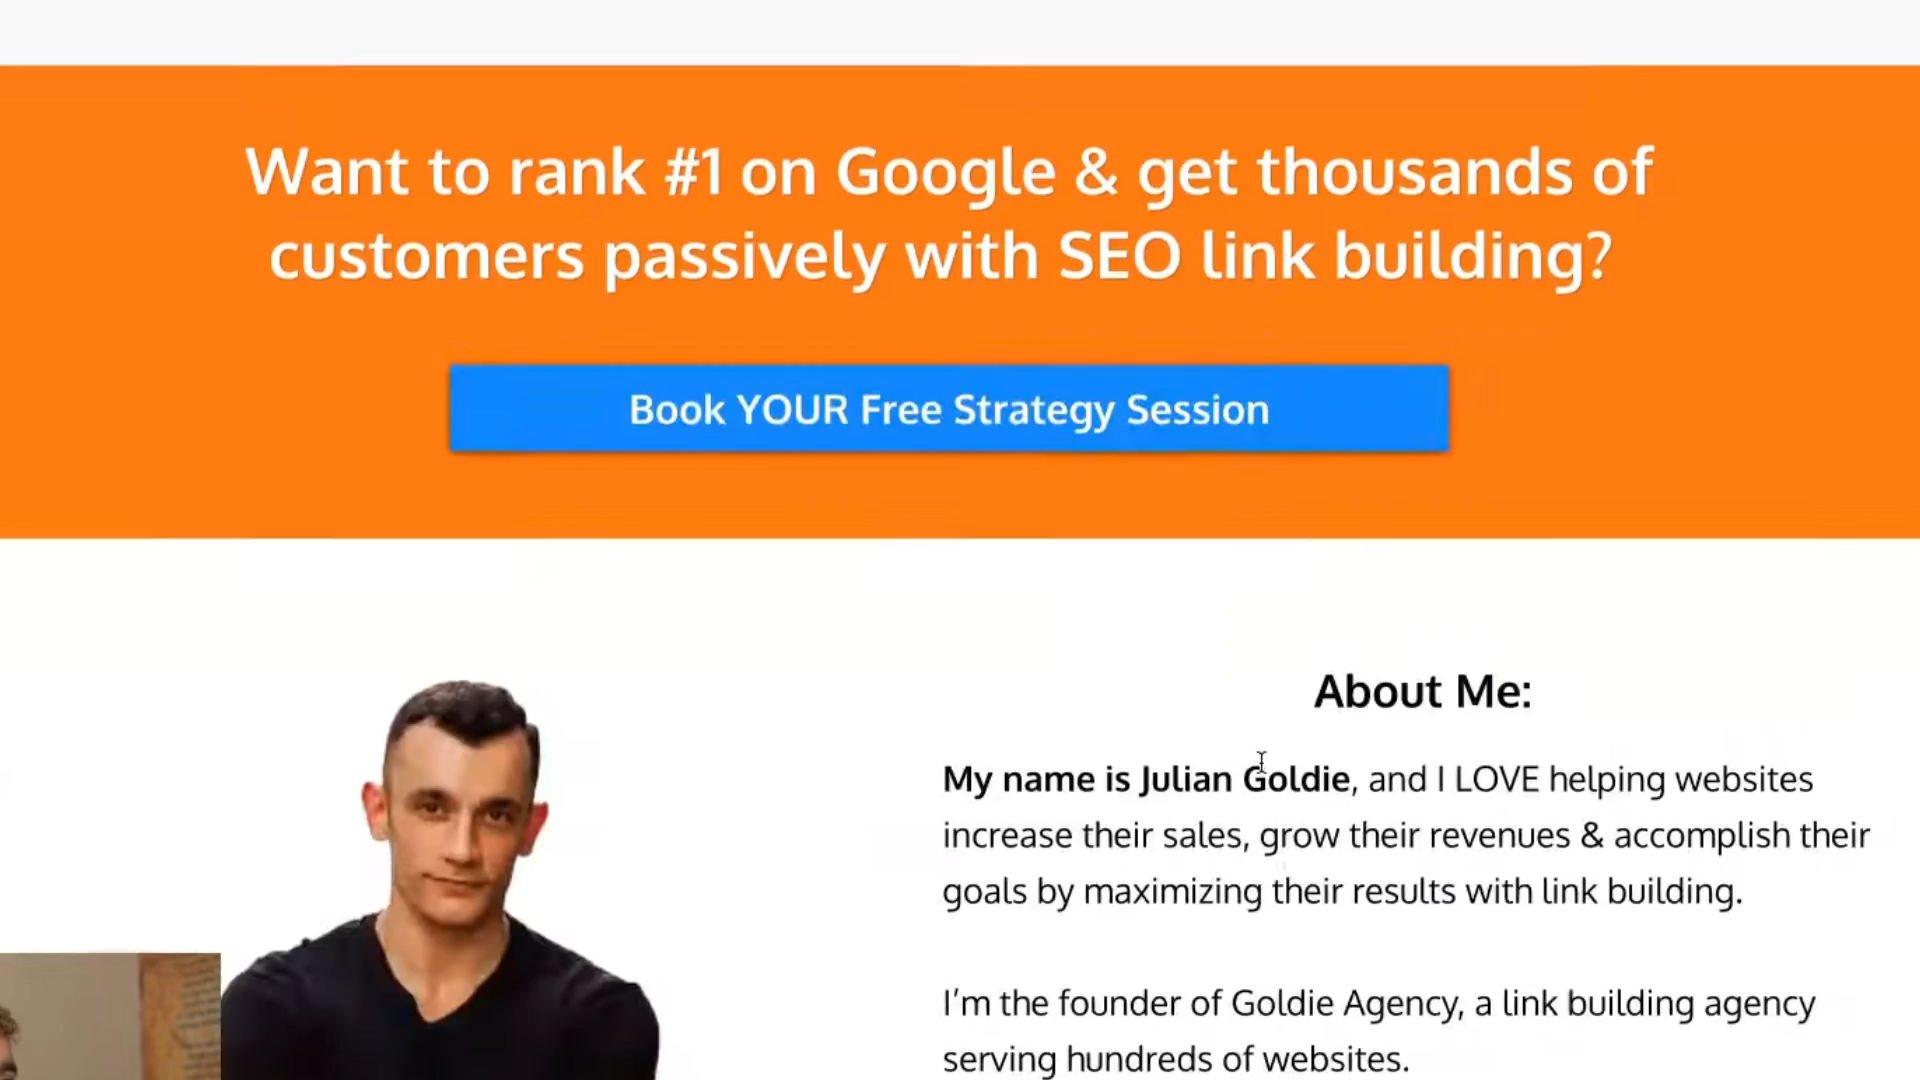 Want to rank #1 on Google & get thousands of
customers passively with SEO link building?
Book YOUR Free Strategy Session
About Me:
My name is Julian Goldie, and I LOVE helping websites
increase their sales, grow their revenues & accomplish their
goals by maximizing their results with link building.
I'm the founder of Goldie Agency, a link building agency
serving hundreds of websites.